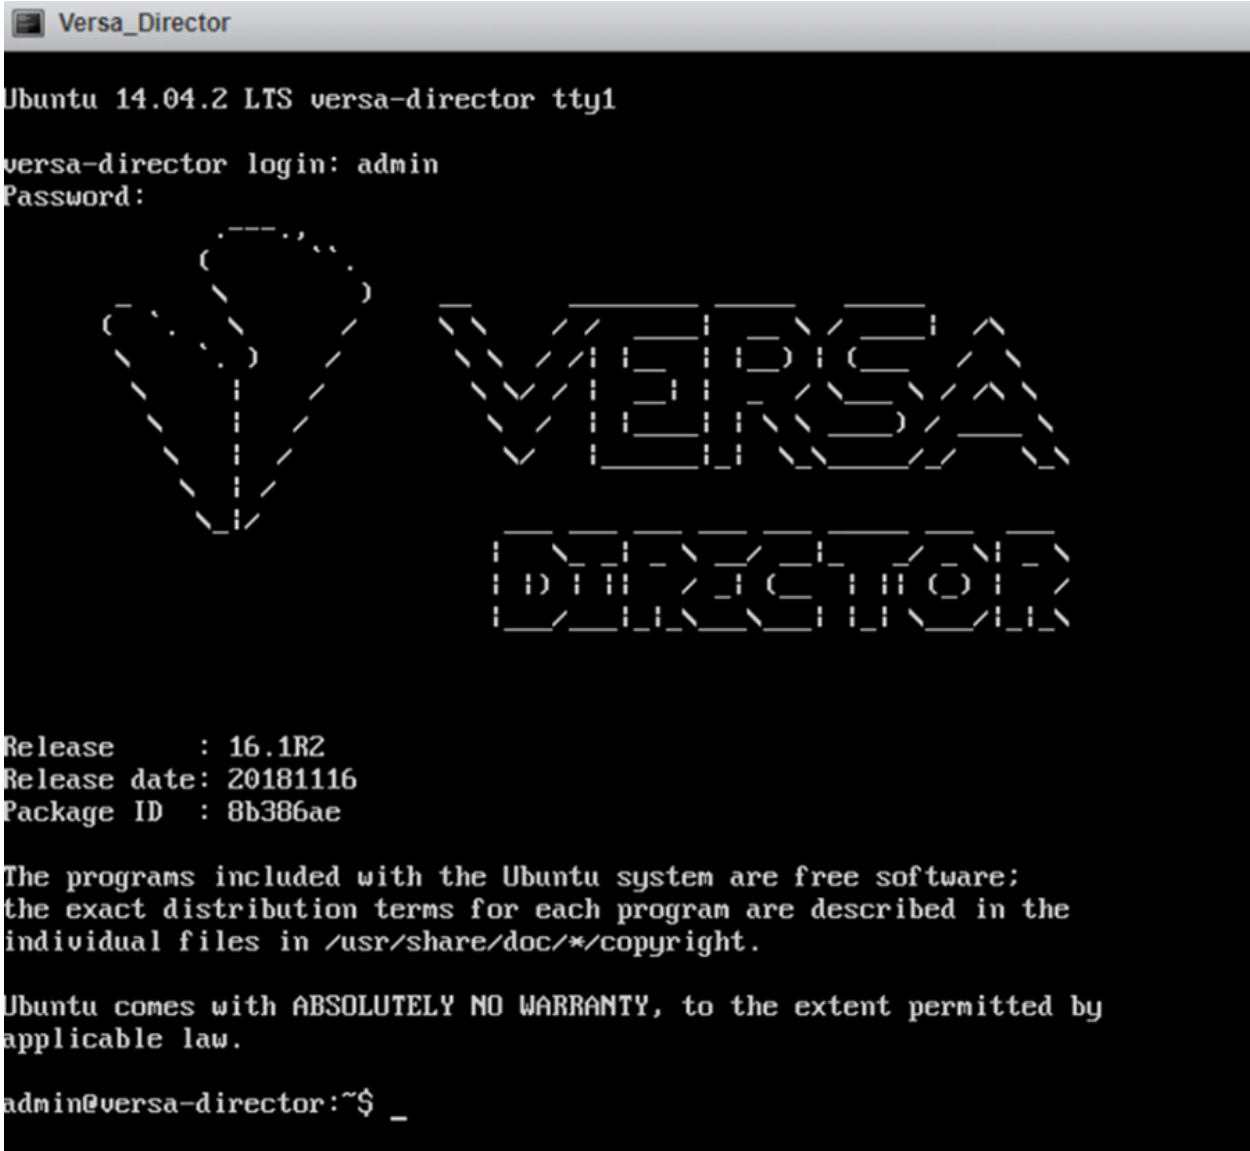 Versa_Director
Ubuntu 14.04.2 LTS versa-director tty1
versa-director login: admin
Password:
VERSA
DIRECTOR
Release     : 16.1R2
Release date: 20181116
Package ID  : 8b386ae
The programs included with the Ubuntu system are free software;
the exact distribution terms for each program are described in the
individual files in /usr/share/doc/*/copyright.
Ubuntu comes with ABSOLUTELY NO WARRANTY, to the extent permitted by
applicable law.
admin@versa-director:~$ _